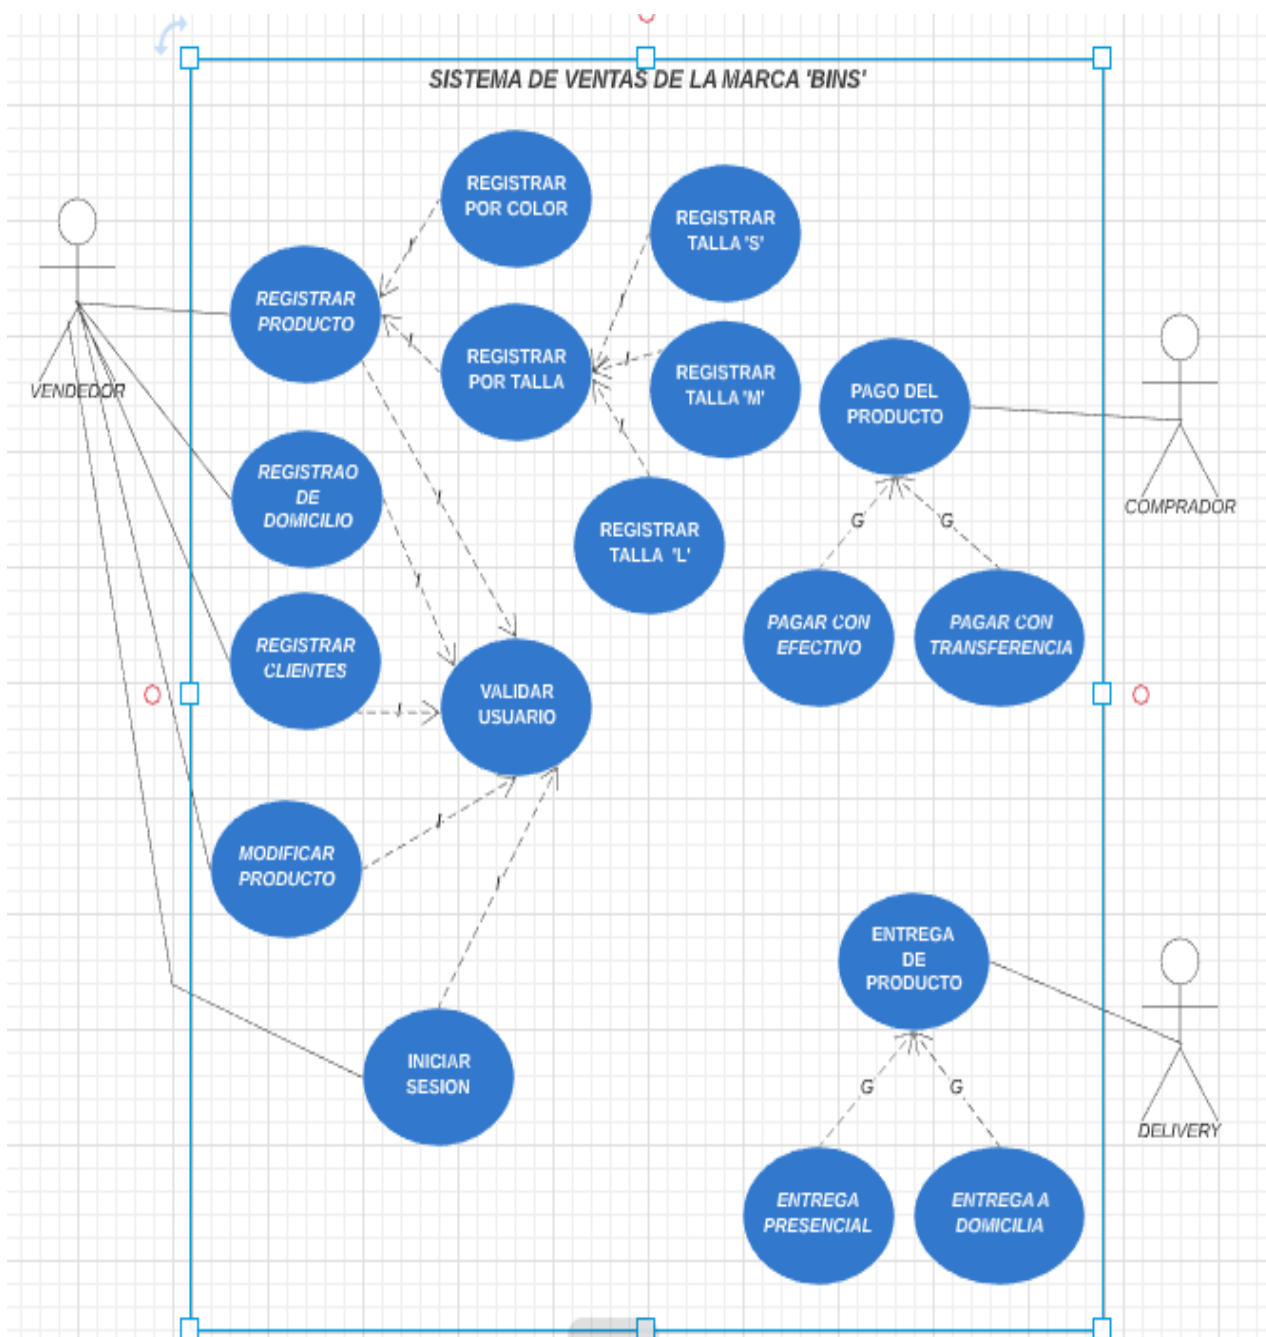 SISTEMA DE VENTAS DE LA MARCA 'BINS'
REGISTRAR
POR COLOR
REGISTRAR
TALLA 'S'
I
REGISTRAR
PRODUCTO
I
I
REGISTRAR
POR TALLA
I
REGISTRAR
TALLA 'M'
PAGO DEL
PRODUCTO
VENDEDOR
I
REGISTRAO
DE
DOMICILIO
I
REGISTRAR
TALLA 'L'
COMPRADOR
G
G
I
PAGAR CON
EFECTIVO
PAGAR CON
TRANSFERENCIA
REGISTRAR
CLIENTES
I
VALIDAR
USUARIO
I
MODIFICAR
PRODUCTO
I
ENTREGA
DE
PRODUCTO
INICIAR
SESION
G
G
DELIVERY
ENTREGA
PRESENCIAL
ENTREGA A
DOMICILIA